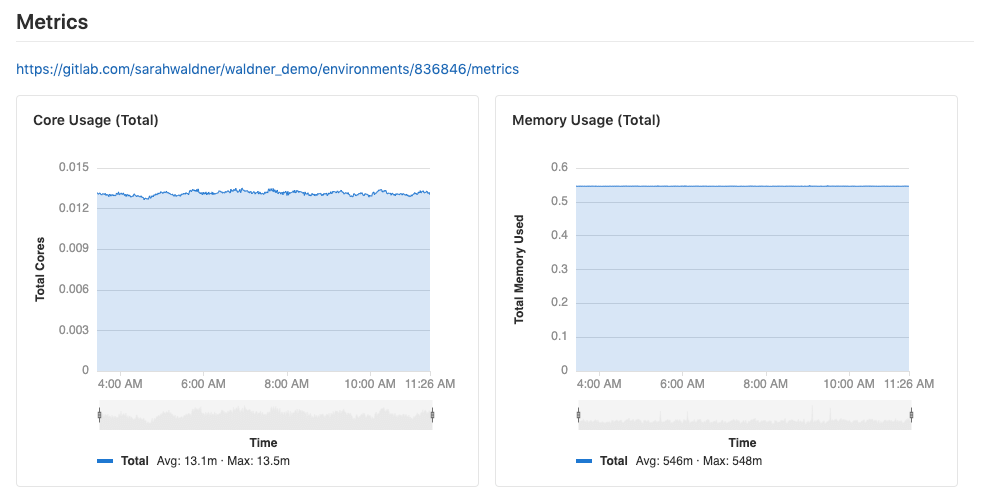 Metrics
https://gitlab.com/sarahwaldner/waldner_demo/environments/836846/metrics
Core Usage (Total)
0.015
0.012
0.009
0.006
0.003
0
Total Cores
4:00 AM 6:00 AM 8:00 AM 10:00 AM 11:26 AM
Time
Total Avg: 13.1m · Max: 13.5m
Memory Usage (Total)
0.6
0.5
0.4
0.3
0.2
0.1
0
Total Memory Used
4:00 AM 6:00 AM 8:00 AM 10:00 AM 11:26 AM
Time
Total Avg: 546m · Max: 548m